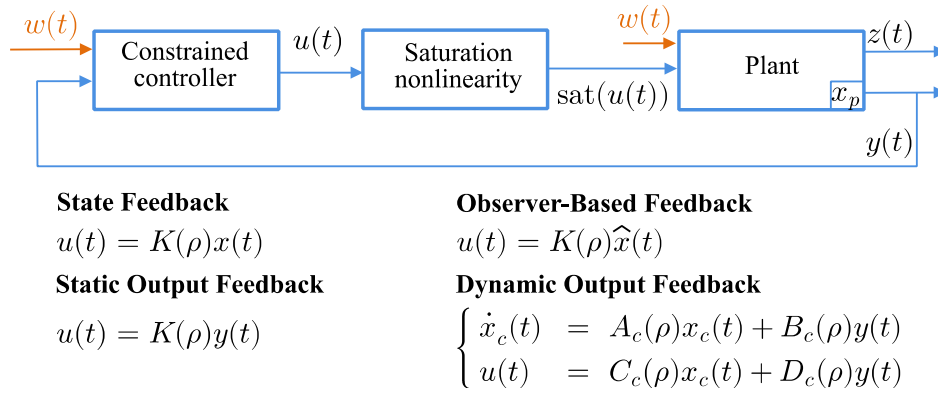 w(t)
Constrained controller
u(t)
Saturation nonlinearity
sat(u(t))
w(t)
Plant
x_p
z(t)
y(t)
State Feedback
u(t) = K(ρ)x(t)
Static Output Feedback
u(t) = K(ρ)y(t)
Observer-Based Feedback
u(t) = K(ρ)x̂(t)
Dynamic Output Feedback
ẋ_c(t) = A_c(ρ)x_c(t) + B_c(ρ)y(t)
u(t) = C_c(ρ)x_c(t) + D_c(ρ)y(t)